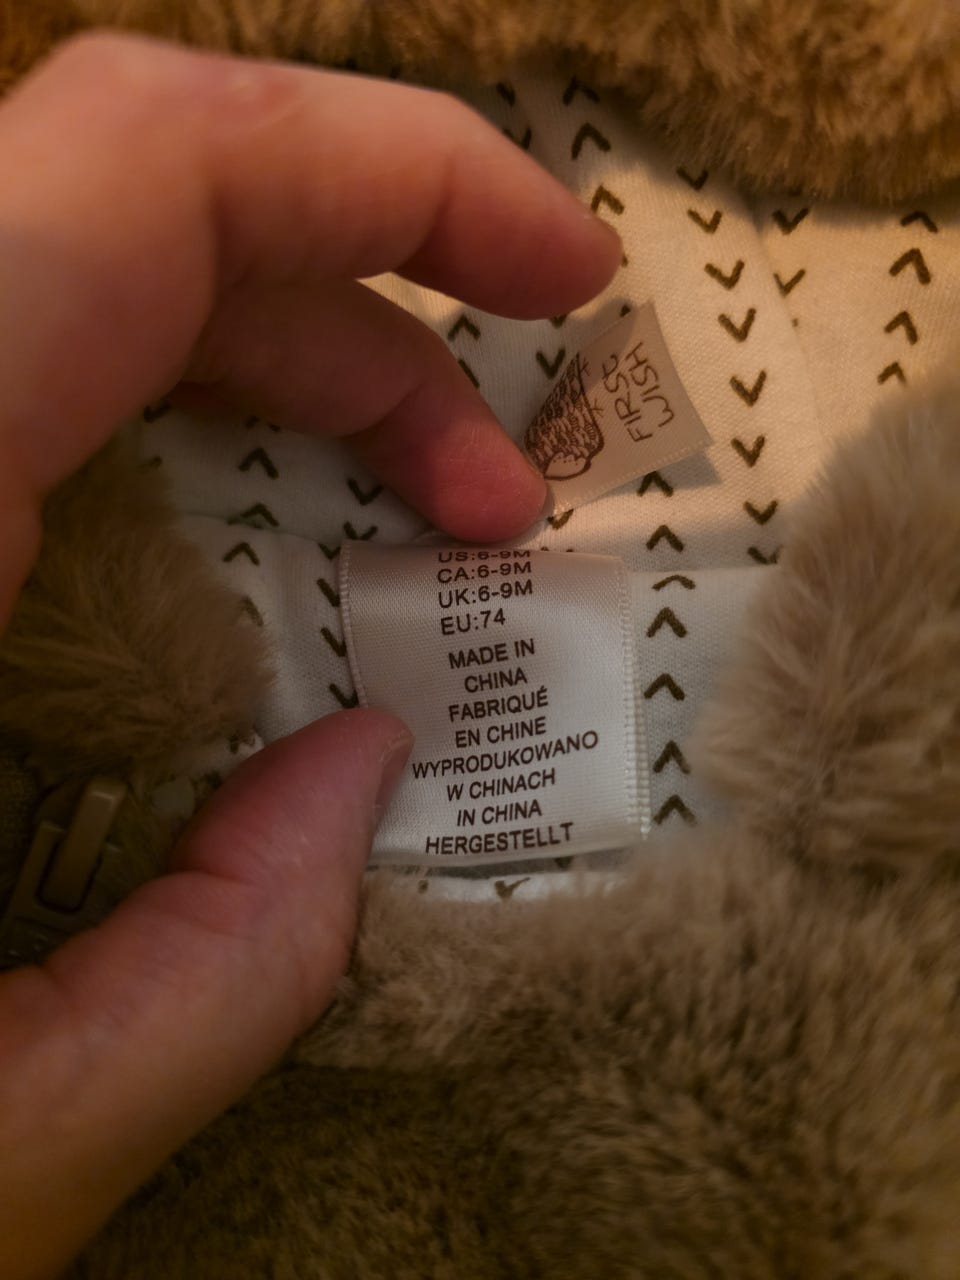 FIRST
WISH
US:6-9M
CA:6-9M
UK:6-9M
EU:74
MADE IN
CHINA
FABRIQUÉ
EN CHINE
WYPRODUKOWANO
W CHINACH
IN CHINA
HERGESTELLT